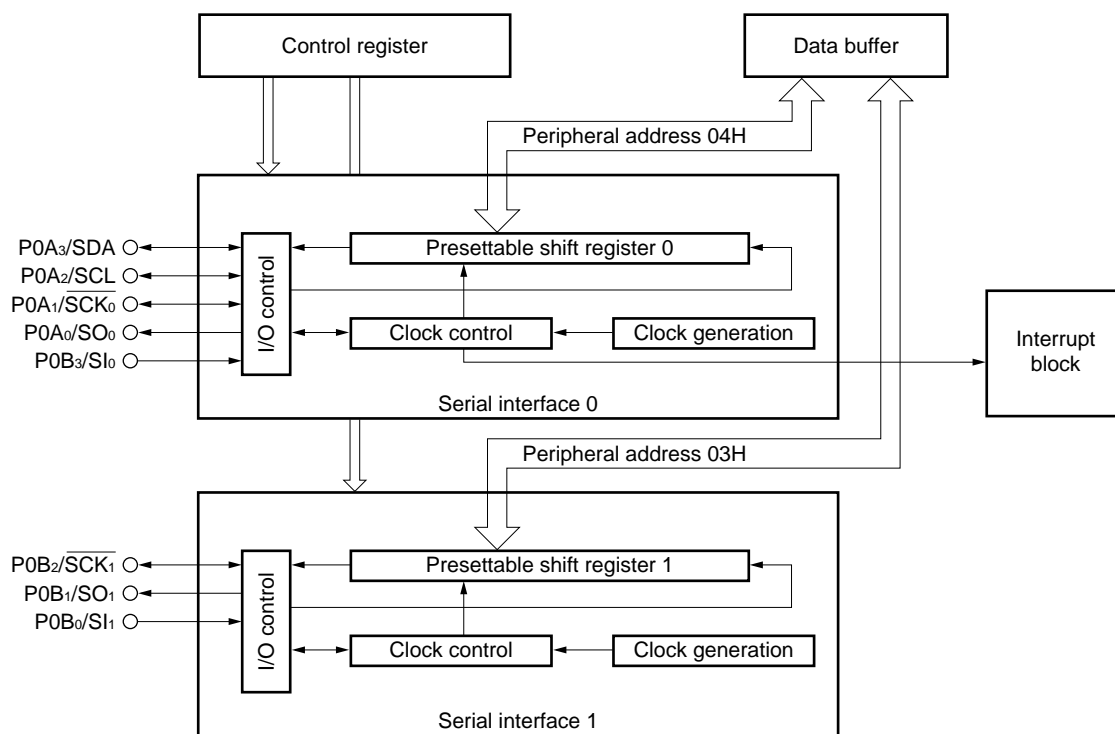 Control register
Data buffer
Peripheral address 04H
P0A₃/SDA
P0A₂/SCL
P0A₁/S̅C̅K̅₀
P0A₀/SO₀
P0B₃/SI₀
I/O control
Presettable shift register 0
Clock control
Clock generation
Serial interface 0
Interrupt
block
Peripheral address 03H
P0B₂/S̅C̅K̅₁
P0B₁/SO₁
P0B₀/SI₁
I/O control
Presettable shift register 1
Clock control
Clock generation
Serial interface 1